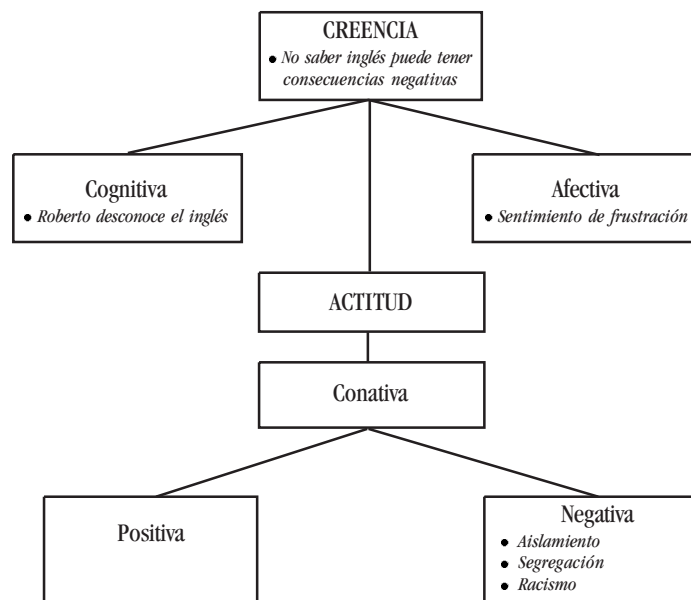 CREENCIA
• No saber inglés puede tener
consecuencias negativas
Cognitiva
• Roberto desconoce el inglés
Afectiva
• Sentimiento de frustración
ACTITUD
Conativa
Positiva
Negativa
• Aislamiento
• Segregación
• Racismo